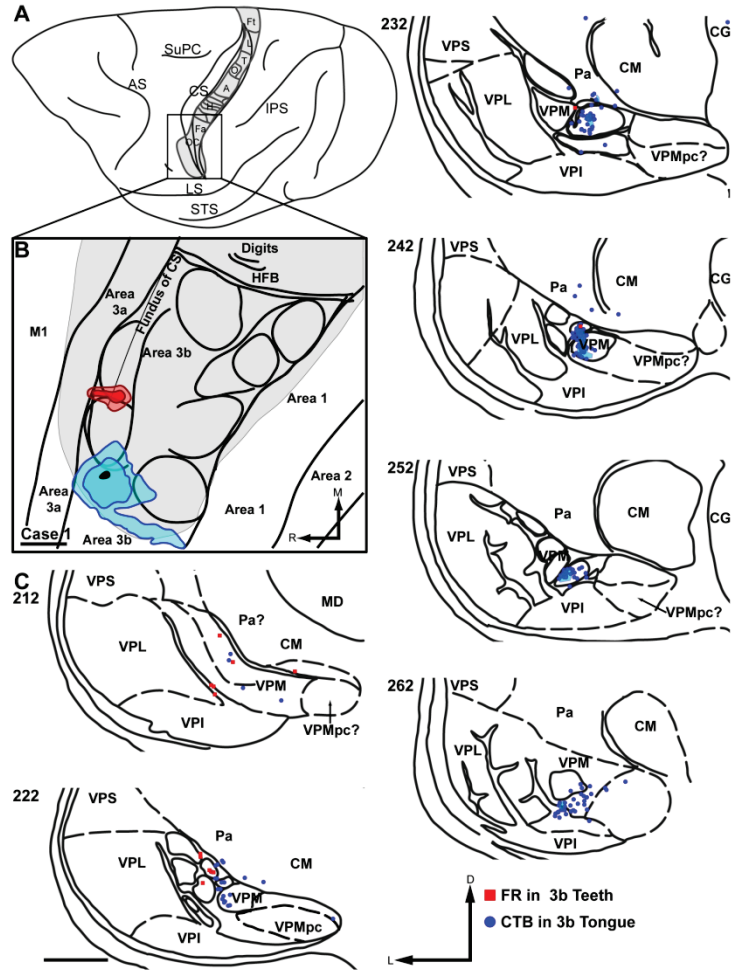 A
SuPC
AS
CS
IPS
Ft
L
T
O
A
H
Fa
OC
LS
STS
B
Digits
HFB
Fundus of CS
M1
Area
3a
Area 3b
Area 1
Area 2
Area
3a
Area 3b
Area 1
Case 1
R
M
C
212
VPS
Pa?
MD
VPL
CM
VPM
VPI
VPMpc?
222
VPS
Pa
VPL
CM
VPM
VPMpc
VPI
232
VPS
Pa
CM
CG
VPL
VPM
VPMpc?
VPI
242
VPS
Pa
CM
CG
VPL
VPM
VPMpc?
VPI
252
VPS
Pa
CM
CG
VPL
VPM
VPI
VPMpc?
262
VPS
Pa
CM
VPL
VPM
VPI
D
L
FR in 3b Teeth
CTB in 3b Tongue